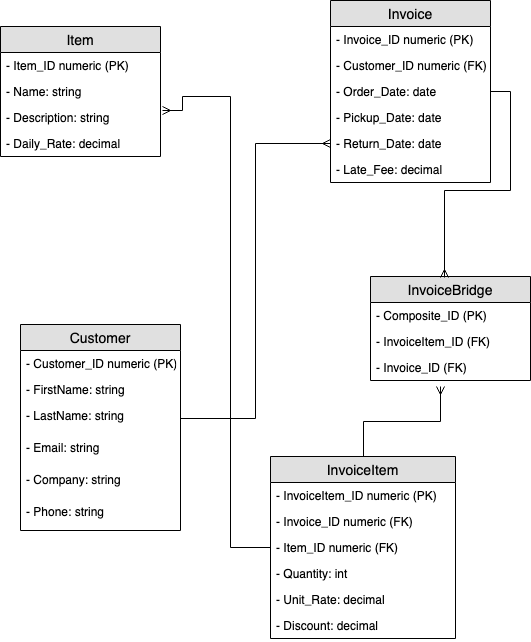 Item
- Item_ID numeric (PK)
- Name: string
- Description: string
- Daily_Rate: decimal
Invoice
- Invoice_ID numeric (PK)
- Customer_ID numeric (FK)
- Order_Date: date
- Pickup_Date: date
- Return_Date: date
- Late_Fee: decimal
InvoiceBridge
- Composite_ID (PK)
- InvoiceItem_ID (FK)
- Invoice_ID (FK)
Customer
- Customer_ID numeric (PK)
- FirstName: string
- LastName: string
- Email: string
- Company: string
- Phone: string
InvoiceItem
- InvoiceItem_ID numeric (PK)
- Invoice_ID numeric (FK)
- Item_ID numeric (FK)
- Quantity: int
- Unit_Rate: decimal
- Discount: decimal